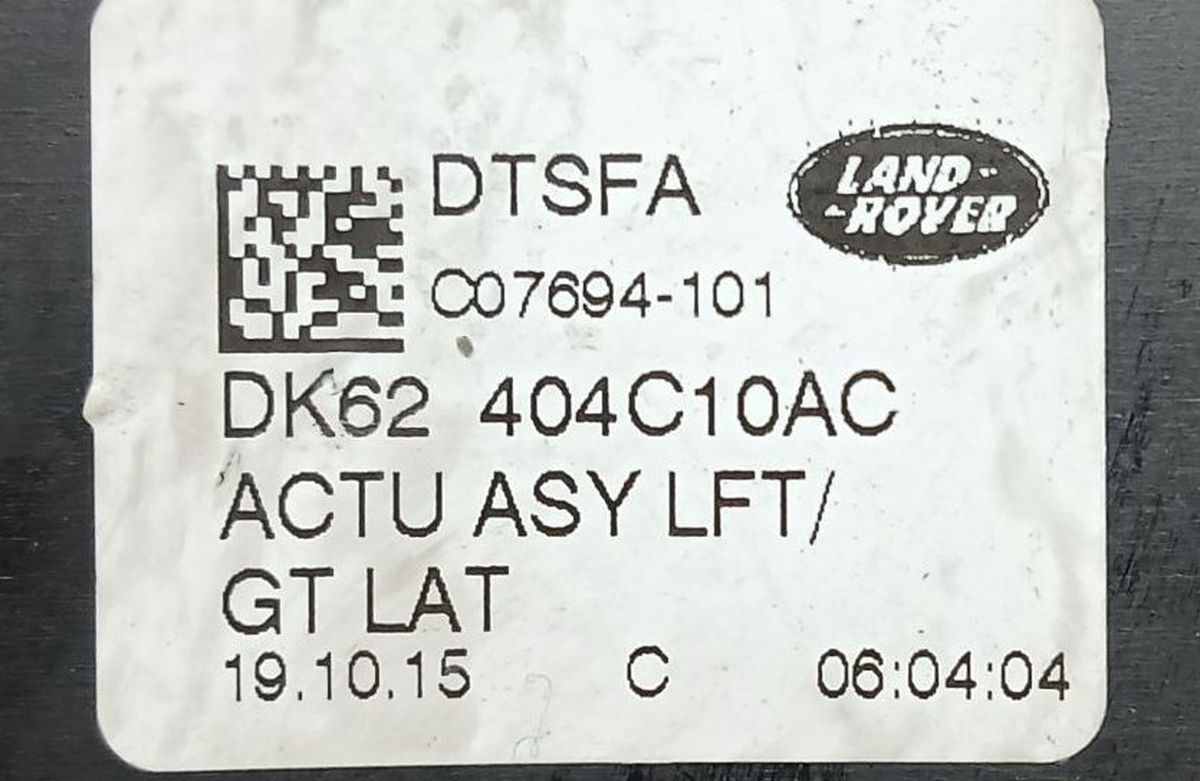 DTSFA
LAND
ROVER
C07694-101
DK62 404C10AC
ACTU ASY LFT/
GT LAT
19.10.15 C 06:04:04